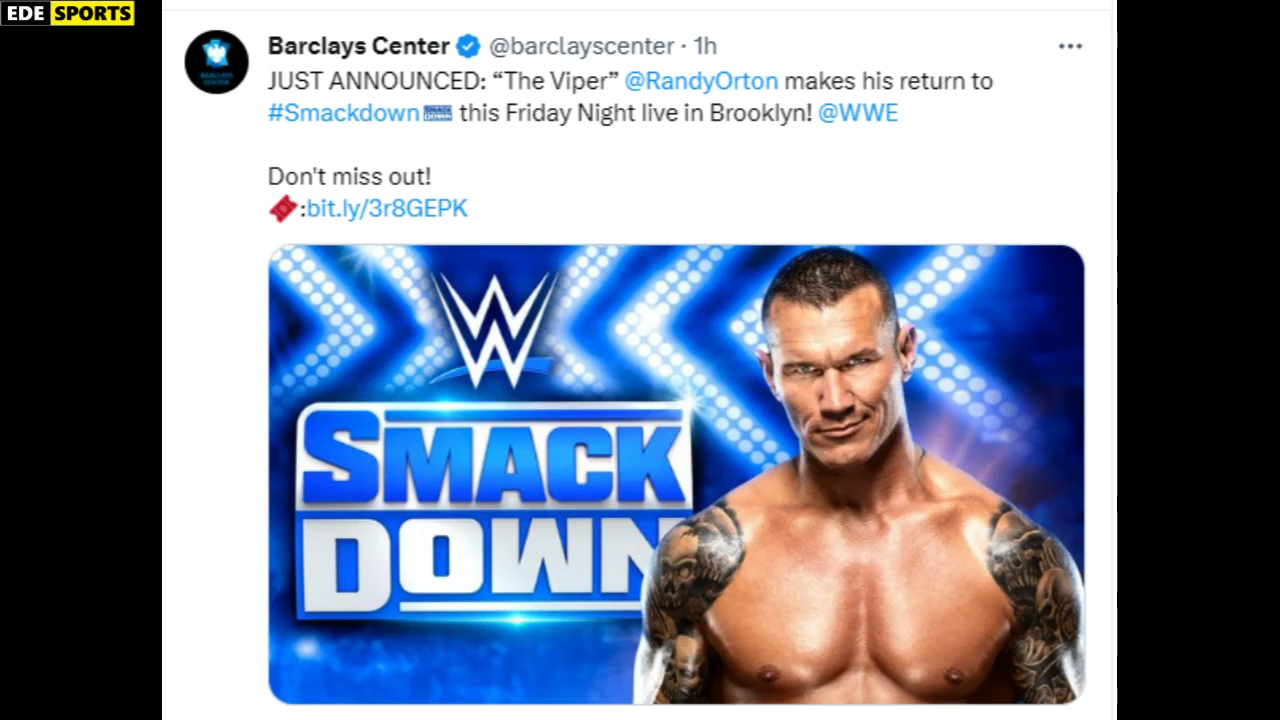 EDE SPORTS
Barclays Center @barclayscenter · 1h
JUST ANNOUNCED: “The Viper” @RandyOrton makes his return to
#Smackdown this Friday Night live in Brooklyn! @WWE
Don't miss out!
:bit.ly/3r8GEPK
W
SMACK
DOWN